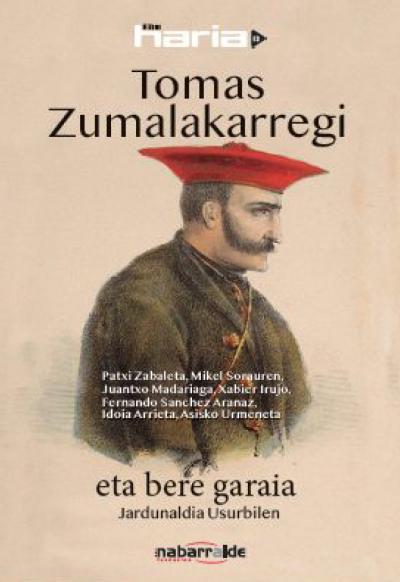 haria
Tomas
Zumalakarregi
Patxi Zabaleta, Mikel Sorauren,
Juantxo Madariaga, Xabier Irujo,
Fernando Sanchez Aranaz,
Idoia Arrieta, Asisko Urmeneta
eta bere garaia
Jardunaldia Usurbilen
nabarralde